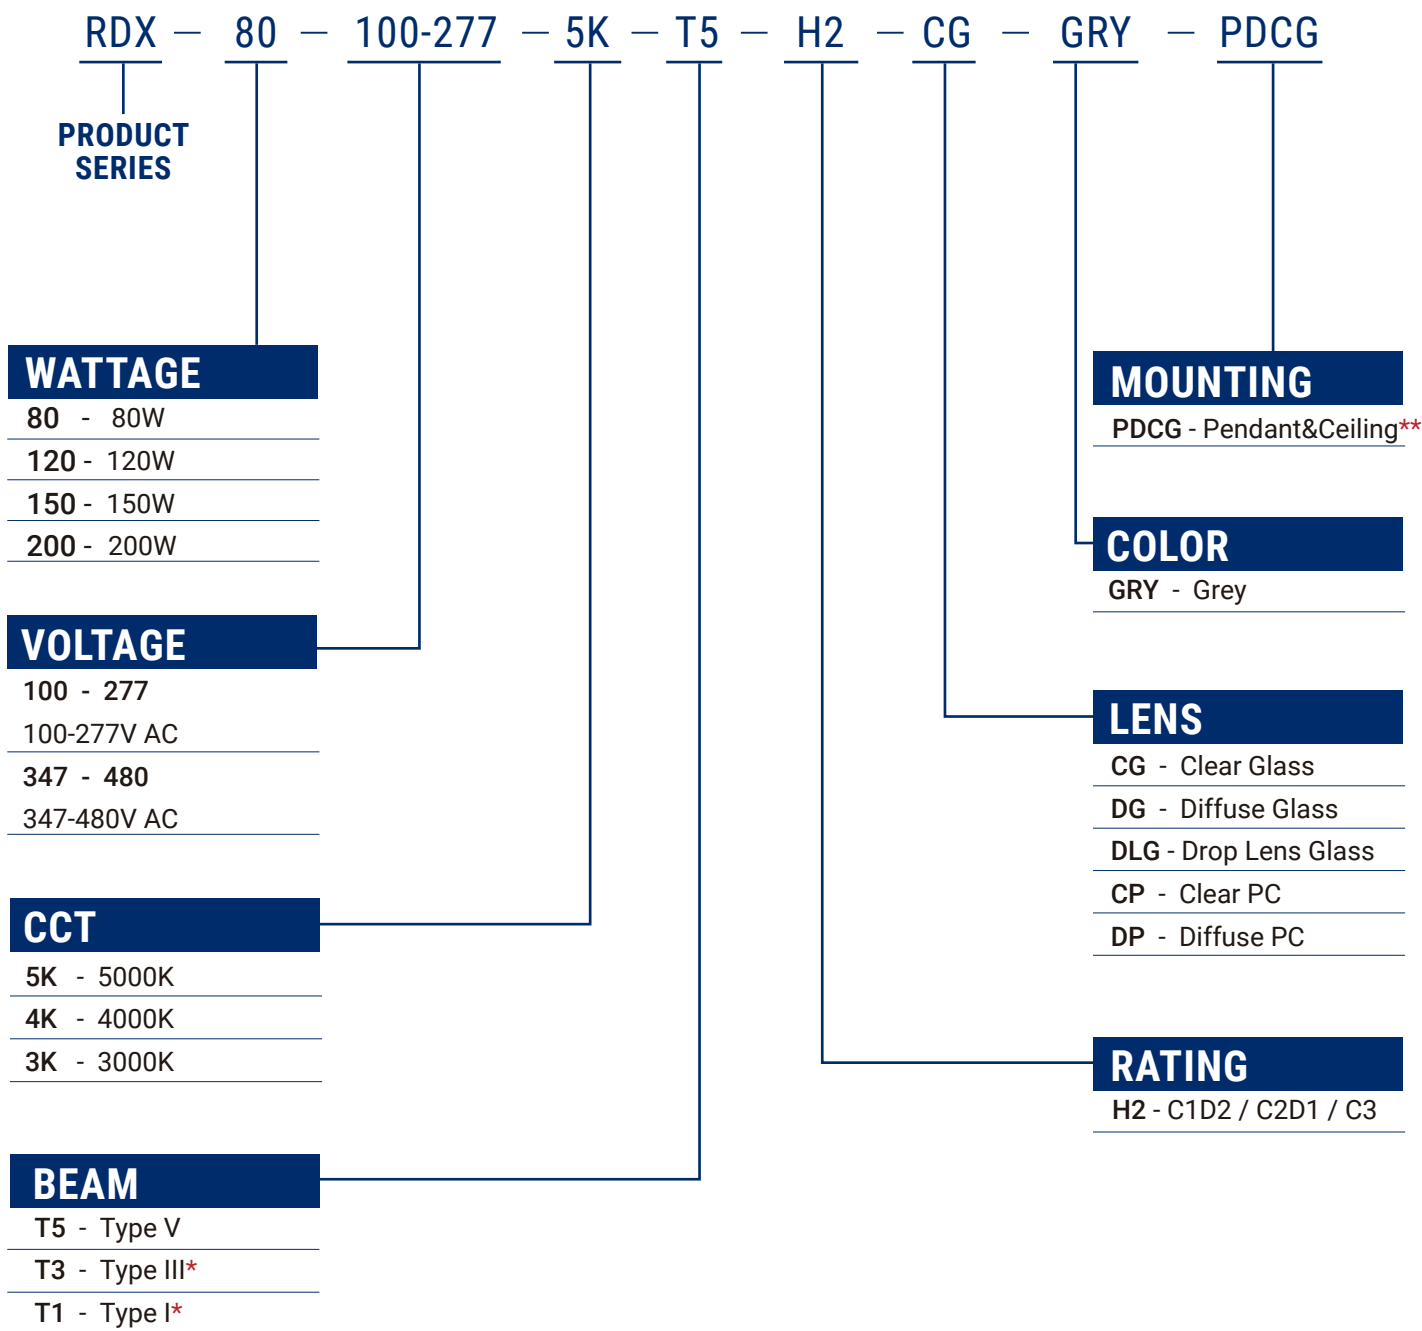 RDX — 80 — 100-277 — 5K — T5 — H2 — CG — GRY — PDCG
PRODUCT
SERIES
WATTAGE
80 - 80W
120 - 120W
150 - 150W
200 - 200W
VOLTAGE
100 - 277
100-277V AC
347 - 480
347-480V AC
CCT
5K - 5000K
4K - 4000K
3K - 3000K
BEAM
T5 - Type V
T3 - Type III*
T1 - Type I*
MOUNTING
PDCG - Pendant&Ceiling**
COLOR
GRY - Grey
LENS
CG - Clear Glass
DG - Diffuse Glass
DLG - Drop Lens Glass
CP - Clear PC
DP - Diffuse PC
RATING
H2 - C1D2 / C2D1 / C3